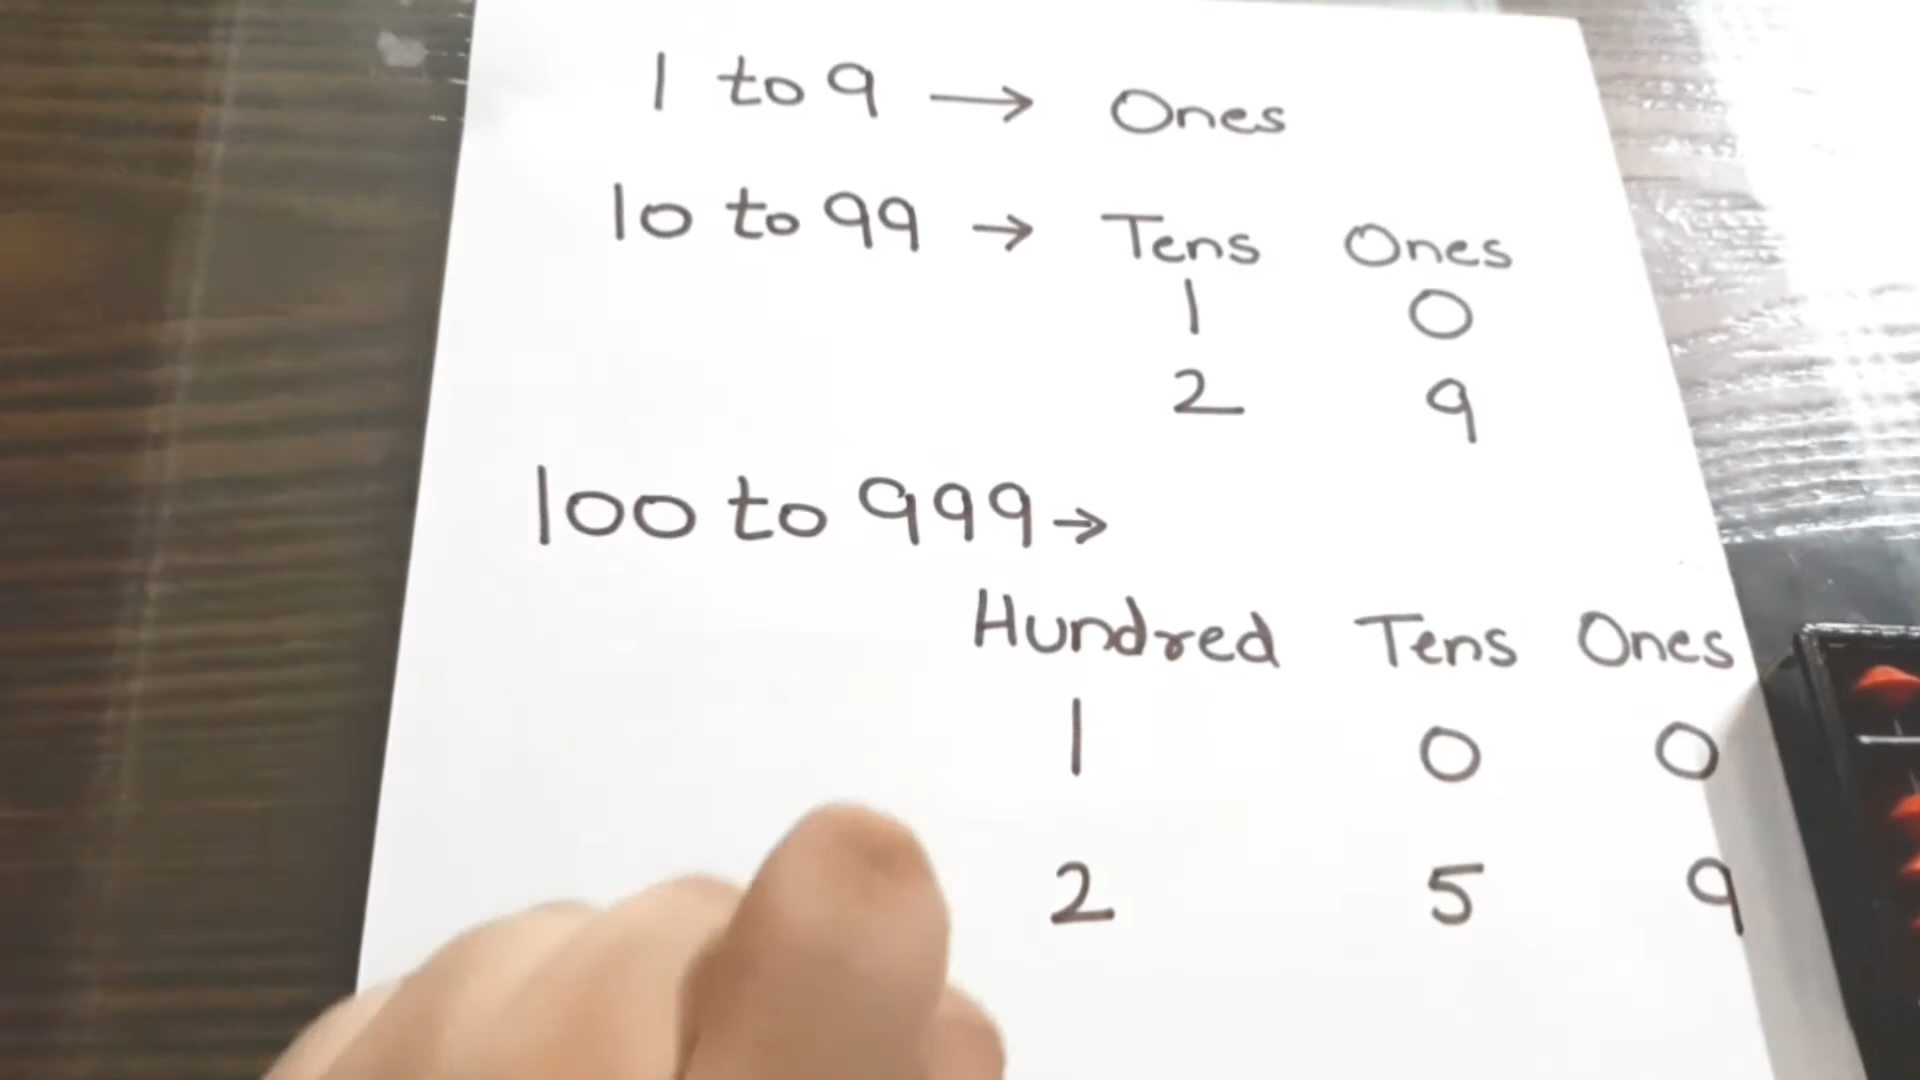 1 to 9 → Ones
10 to 99 → Tens Ones
1 0
2 9
100 to 999 →
Hundred Tens Ones
1 0 0
2 5 9